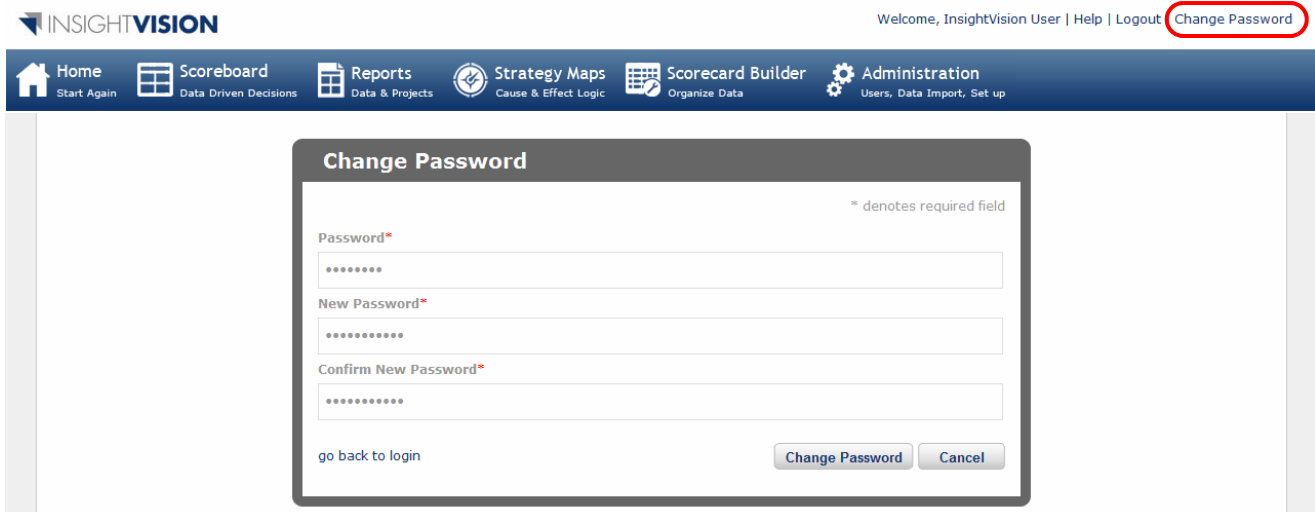 INSIGHTVISION
Welcome, InsightVision User | Help | Logout Change Password
Home
Start Again
Scoreboard
Data Driven Decisions
Reports
Data & Projects
Strategy Maps
Cause & Effect Logic
Scorecard Builder
Organize Data
Administration
Users, Data Import, Set up
Change Password
* denotes required field
Password*
••••••••
New Password*
•••••••••••
Confirm New Password*
•••••••••••
go back to login
Change Password
Cancel